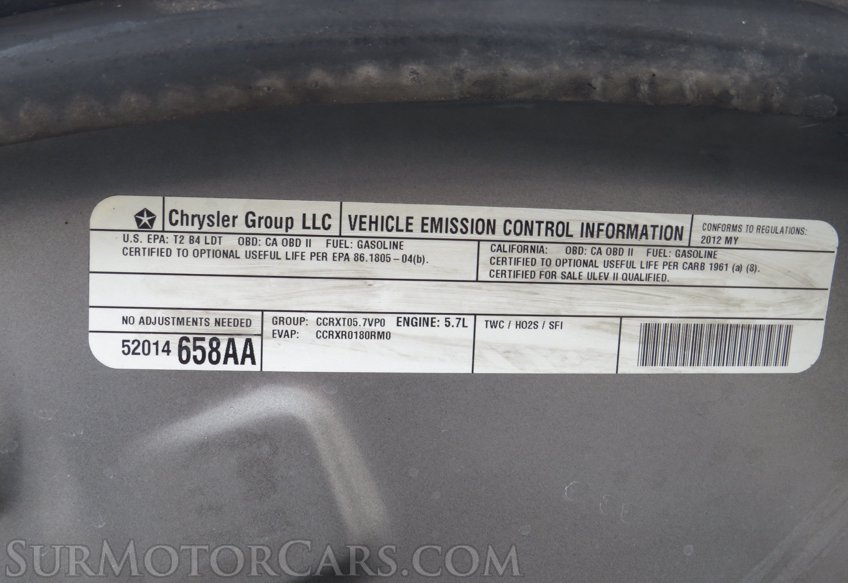 Chrysler Group LLC
VEHICLE EMISSION CONTROL INFORMATION
CONFORMS TO REGULATIONS:
2012 MY
U.S. EPA: T2 B4 LDT OBD: CA OBD II FUEL: GASOLINE
CERTIFIED TO OPTIONAL USEFUL LIFE PER EPA 86.1805-04(b).
CALIFORNIA: OBD: CA OBD II FUEL: GASOLINE
CERTIFIED TO OPTIONAL USEFUL LIFE PER CARB 1961 (a) (8).
CERTIFIED FOR SALE ULEV II QUALIFIED.
NO ADJUSTMENTS NEEDED
52014 658AA
GROUP: CCRXT05.7VP0 ENGINE: 5.7L
EVAP: CCRXR0180RM0
TWC / HO2S / SFI
SURMOTORCARS.COM